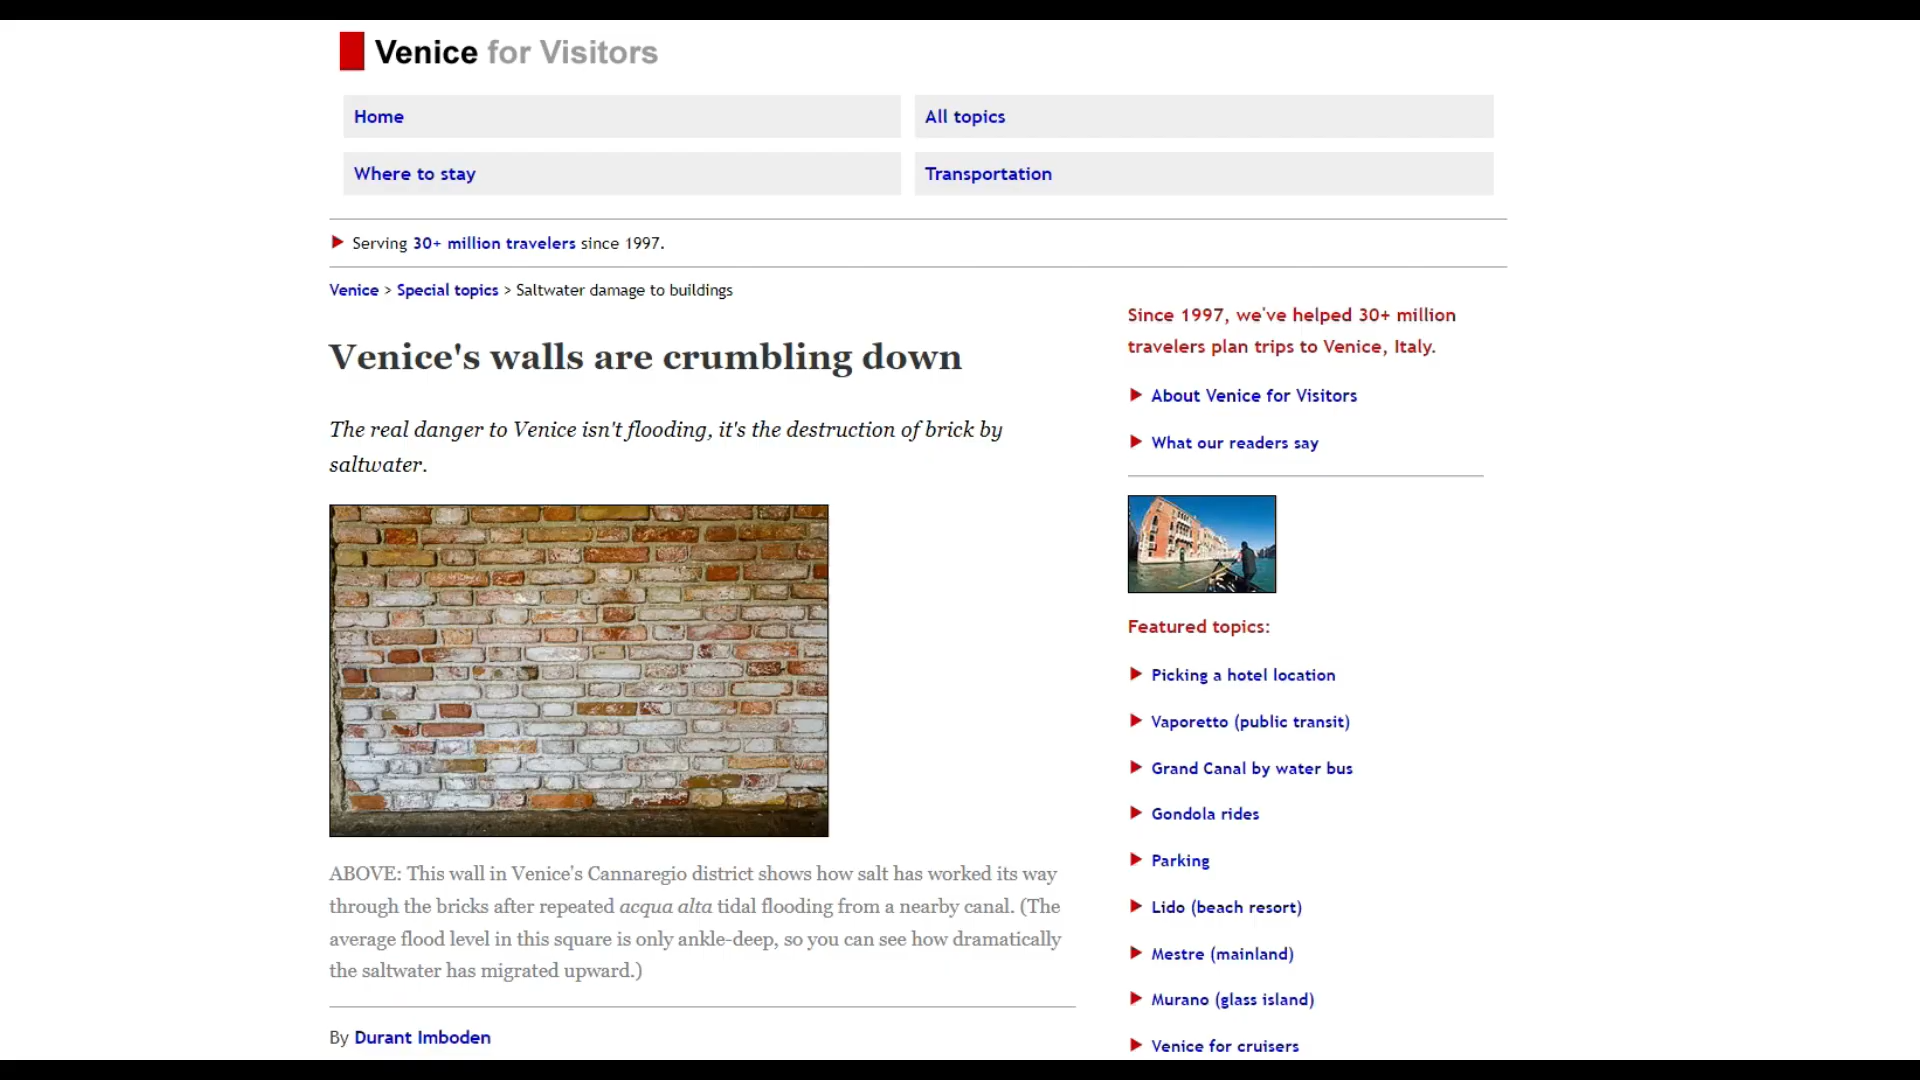 Venice for Visitors
Home
All topics
Where to stay
Transportation
Serving 30+ million travelers since 1997.
Venice > Special topics > Saltwater damage to buildings
Venice's walls are crumbling down
The real danger to Venice isn't flooding, it's the destruction of brick by
saltwater.
ABOVE: This wall in Venice's Cannaregio district shows how salt has worked its way
through the bricks after repeated acqua alta tidal flooding from a nearby canal. (The
average flood level in this square is only ankle-deep, so you can see how dramatically
the saltwater has migrated upward.)
By Durant Imboden
Since 1997, we've helped 30+ million
travelers plan trips to Venice, Italy.
About Venice for Visitors
What our readers say
Featured topics:
Picking a hotel location
Vaporetto (public transit)
Grand Canal by water bus
Gondola rides
Parking
Lido (beach resort)
Mestre (mainland)
Murano (glass island)
Venice for cruisers